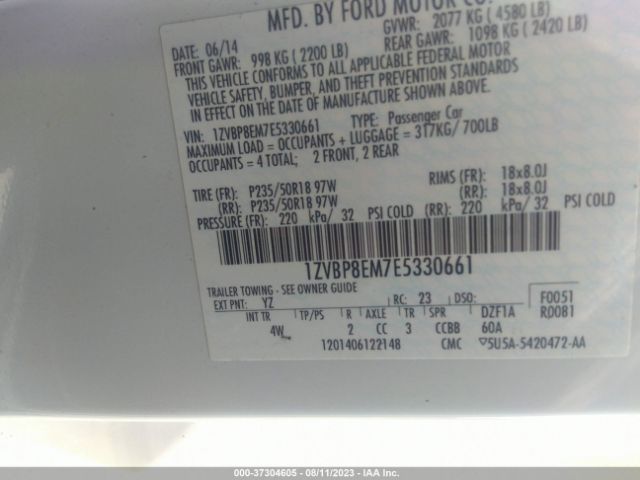 MFD. BY FORD MOTOR CO.
DATE: 06/14 GVWR: 2077 KG ( 4580 LB)
FRONT GAWR: 998 KG ( 2200 LB) REAR GAWR: 1098 KG ( 2420 LB)
THIS VEHICLE CONFORMS TO ALL APPLICABLE FEDERAL MOTOR
VEHICLE SAFETY, BUMPER, AND THEFT PREVENTION STANDARDS
IN EFFECT ON THE DATE OF MANUFACTURE SHOWN ABOVE.
VIN: 1ZVBP8EM7E5330661 TYPE: Passenger Car
MAXIMUM LOAD = OCCUPANTS + LUGGAGE = 317KG/ 700LB
OCCUPANTS = 4 TOTAL; 2 FRONT, 2 REAR
TIRE (FR): P235/50R18 97W RIMS (FR): 18x8.0J
(RR): P235/50R18 97W (RR): 18x8.0J
PRESSURE (FR): 220 kPa/ 32 PSI COLD (RR): 220 kPa/ 32 PSI COLD
1ZVBP8EM7E5330661
TRAILER TOWING - SEE OWNER GUIDE
EXT PNT: YZ RC: 23 DSO: F0051
INT TR TP/PS R AXLE TR SPR DZF1A R0081
4W 2 CC 3 CCBB 60A
1201406122148 CMC 5U5A-5420472-AA
000-37304605 - 08/11/2023 - IAA Inc.